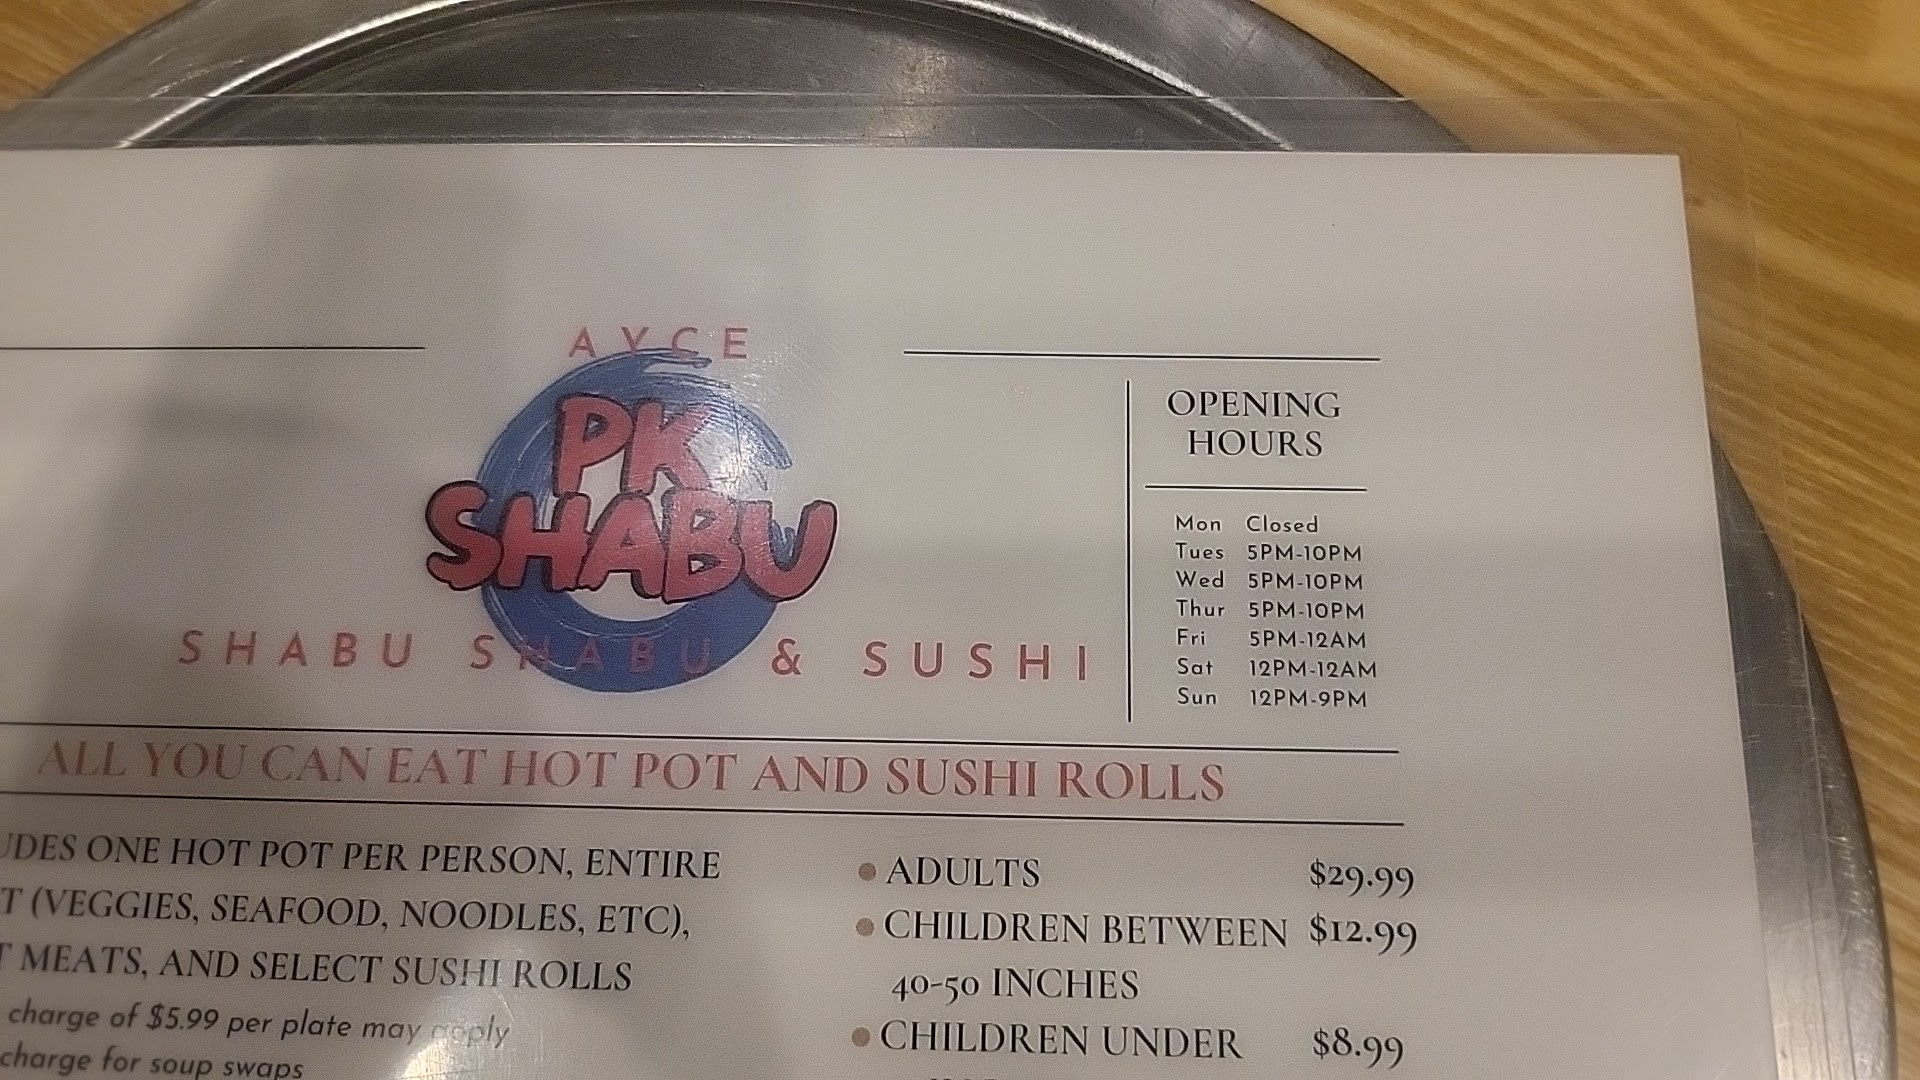 AYCE
PK
SHABU
SHABU SHABU & SUSHI
OPENING
HOURS
Mon Closed
Tues 5PM-10PM
Wed 5PM-10PM
Thur 5PM-10PM
Fri 5PM-12AM
Sat 12PM-12AM
Sun 12PM-9PM
ALL YOU CAN EAT HOT POT AND SUSHI ROLLS
ONE HOT POT PER PERSON, ENTIRE
(VEGGIES, SEAFOOD, NOODLES, ETC),
MEATS, AND SELECT SUSHI ROLLS
charge of $5.99 per plate may apply
charge for soup swaps
ADULTS $29.99
CHILDREN BETWEEN $12.99
40-50 INCHES
CHILDREN UNDER $8.99